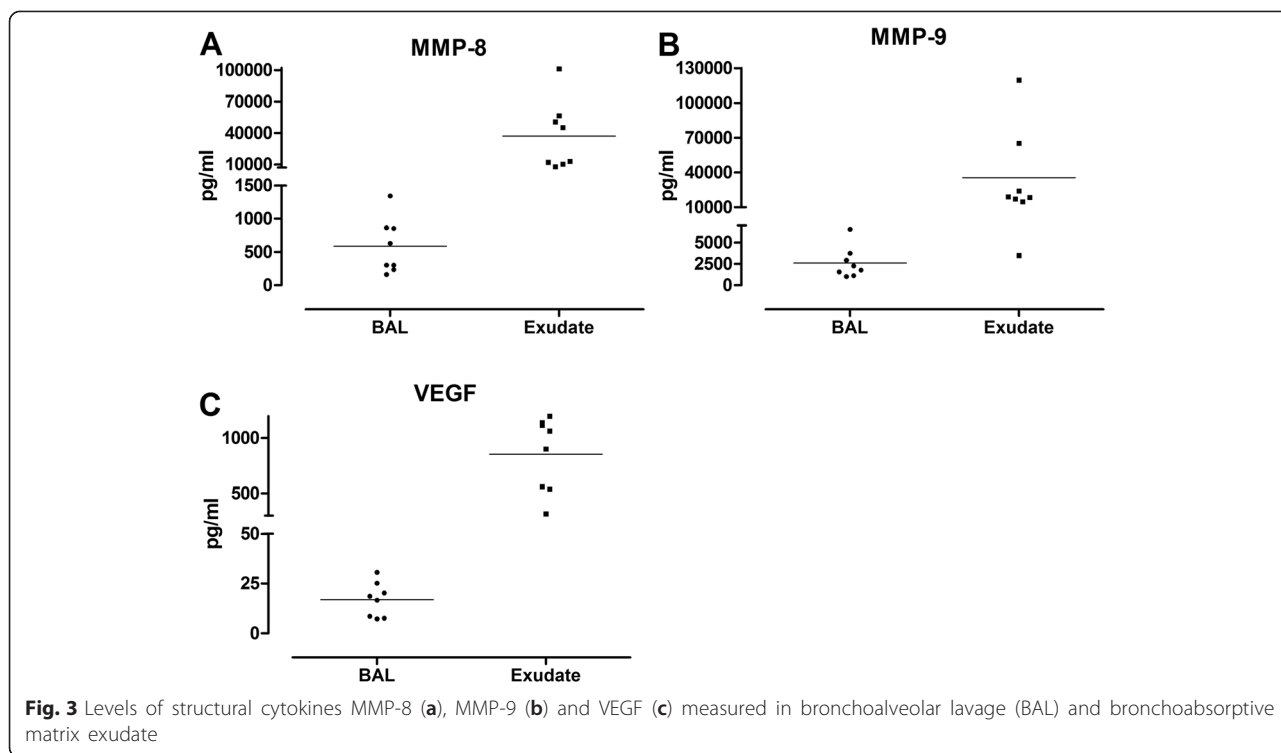 A
MMP-8
100000
70000
40000
10000
1500
1000
500
0
pg/ml
BAL Exudate
B
MMP-9
130000
100000
70000
40000
10000
5000
2500
0
pg/ml
BAL Exudate
C
VEGF
1000
500
50
25
0
pg/ml
BAL Exudate
Fig. 3 Levels of structural cytokines MMP-8 (a), MMP-9 (b) and VEGF (c) measured in bronchoalveolar lavage (BAL) and bronchoabsorptive
matrix exudate